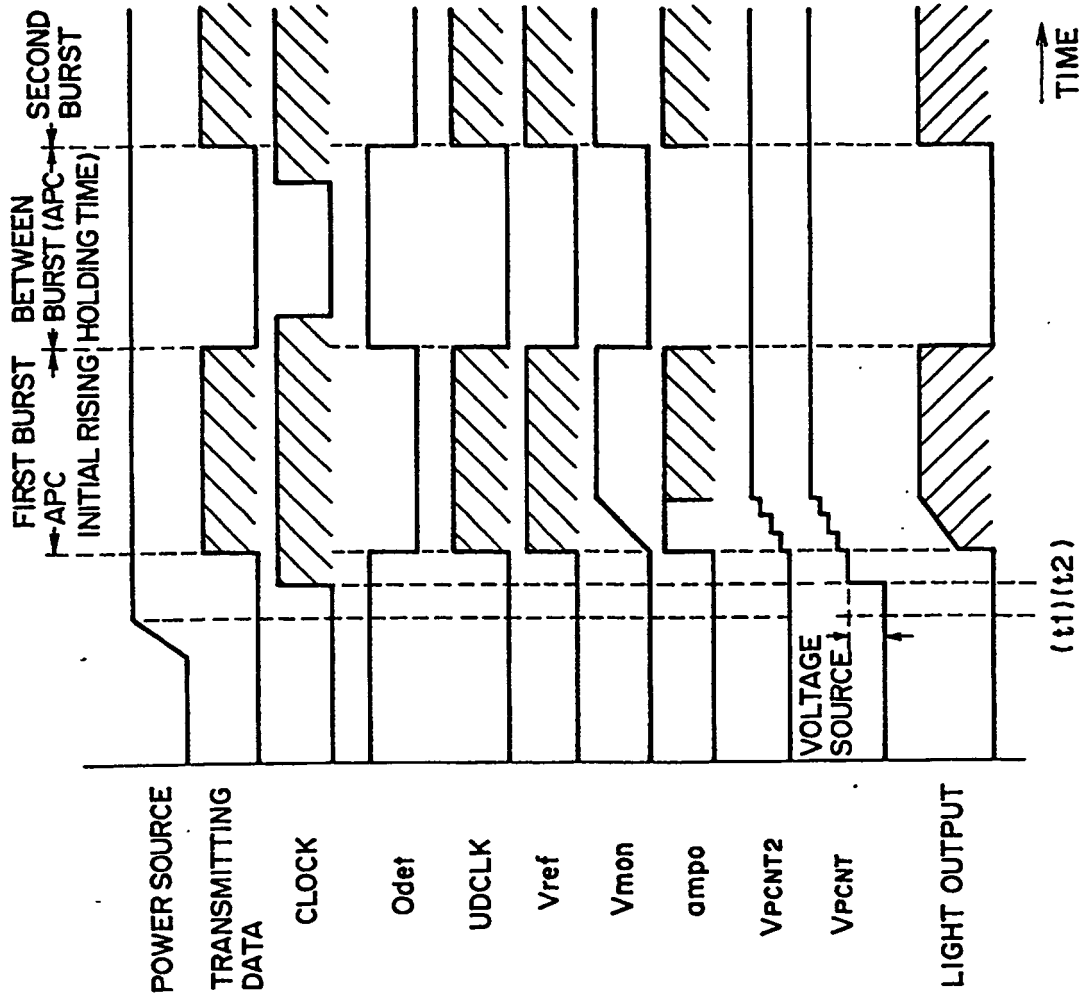 FIRST BURST
APC
INITIAL RISING
BETWEEN
BURST (APC
HOLDING TIME)
SECOND
BURST
POWER SOURCE
TRANSMITTING
DATA
CLOCK
Odet
UDCLK
Vref
Vmon
ampo
VPCNT2
VPCNT
VOLTAGE
SOURCE
LIGHT OUTPUT
(t1)(t2)
TIME